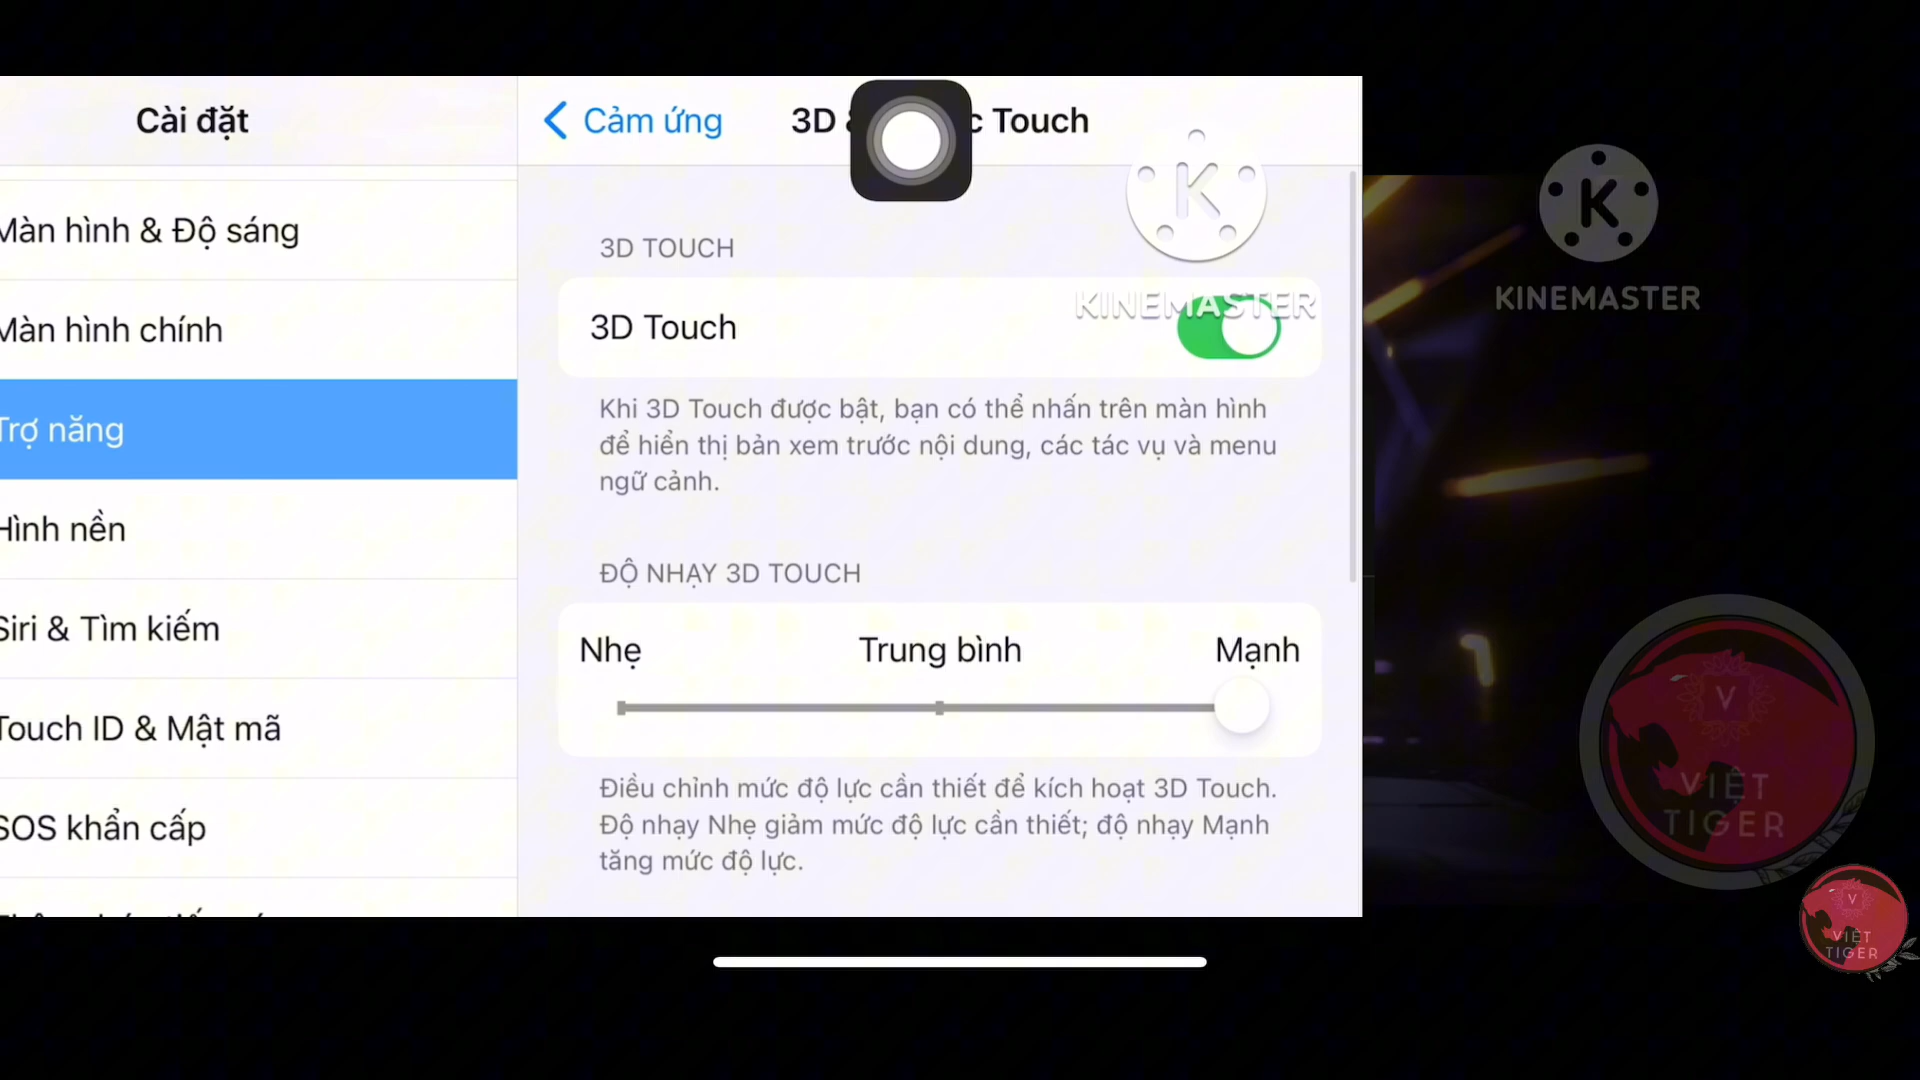 Cài đặt
Màn hình & Độ sáng
Màn hình chính
Trợ năng
Hình nền
Siri & Tìm kiếm
Touch ID & Mật mã
SOS khẩn cấp
Cảm ứng
3D & c Touch
3D TOUCH
3D Touch
Khi 3D Touch được bật, bạn có thể nhấn trên màn hình
để hiển thị bản xem trước nội dung, các tác vụ và menu
ngữ cảnh.
ĐỘ NHẠY 3D TOUCH
Nhẹ Trung bình Mạnh
Điều chỉnh mức độ lực cần thiết để kích hoạt 3D Touch.
Độ nhạy Nhẹ giảm mức độ lực cần thiết; độ nhạy Mạnh
tăng mức độ lực.
K
KINEMASTER
K
KINEMASTER
V
VIỆT
TIGER
V
VIỆT
TIGER